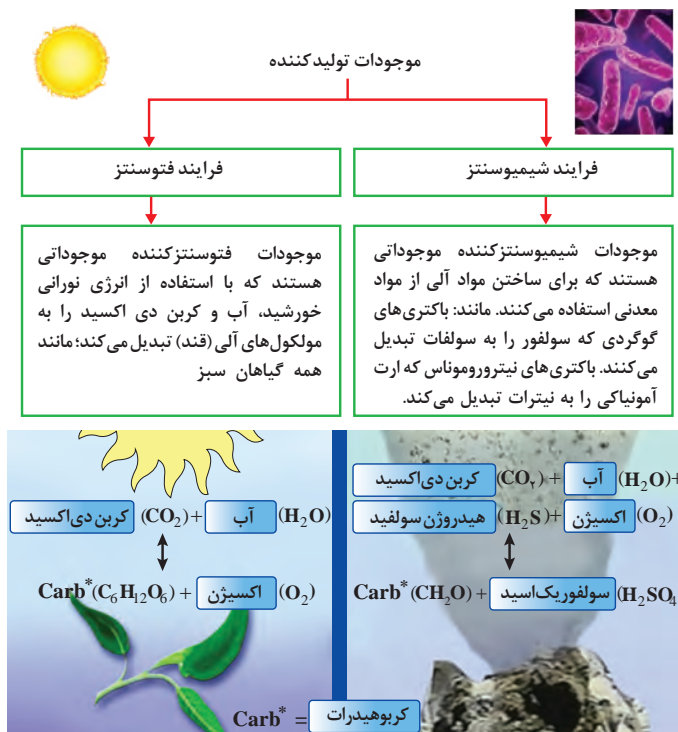 موجودات تولیدکننده
فرایند شیمیوسنتز
موجودات شیمیوسنتزکننده موجوداتی
هستند که برای ساختن مواد آلی از مواد
معدنی استفاده می‌کنند. مانند: باکتری‌های
گوگردی که سولفور را به سولفات تبدیل
می‌کنند. باکتری‌های نیتروروموناس که ارت
آمونیاکی را به نیترات تبدیل می‌کند.
فرایند فتوسنتز
موجودات فتوسنتزکننده موجوداتی
هستند که با استفاده از انرژی نورانی
خورشید، آب و کربن دی اکسید را به
مولکول‌های آلی (قند) تبدیل می‌کند؛ مانند
همه گیاهان سبز
کربن دی‌اکسید (CO۲) + آب (H2O)+
هیدروژن سولفید (H2S)+ اکسیژن (O2)
Carb*(CH2O) + سولفوریک‌اسید (H2SO4
کربن دی‌اکسید (CO2)+ آب (H2O)
Carb*(C6H12O6) + اکسیژن (O2)
Carb* = کربوهیدرات